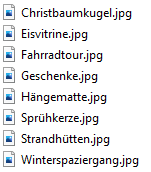 Christbaumkugel.jpg
Eisvitrine.jpg
Fahrradtour.jpg
Geschenke.jpg
Hängematte.jpg
Sprühkerze.jpg
Strandhütten.jpg
Winterspaziergang.jpg